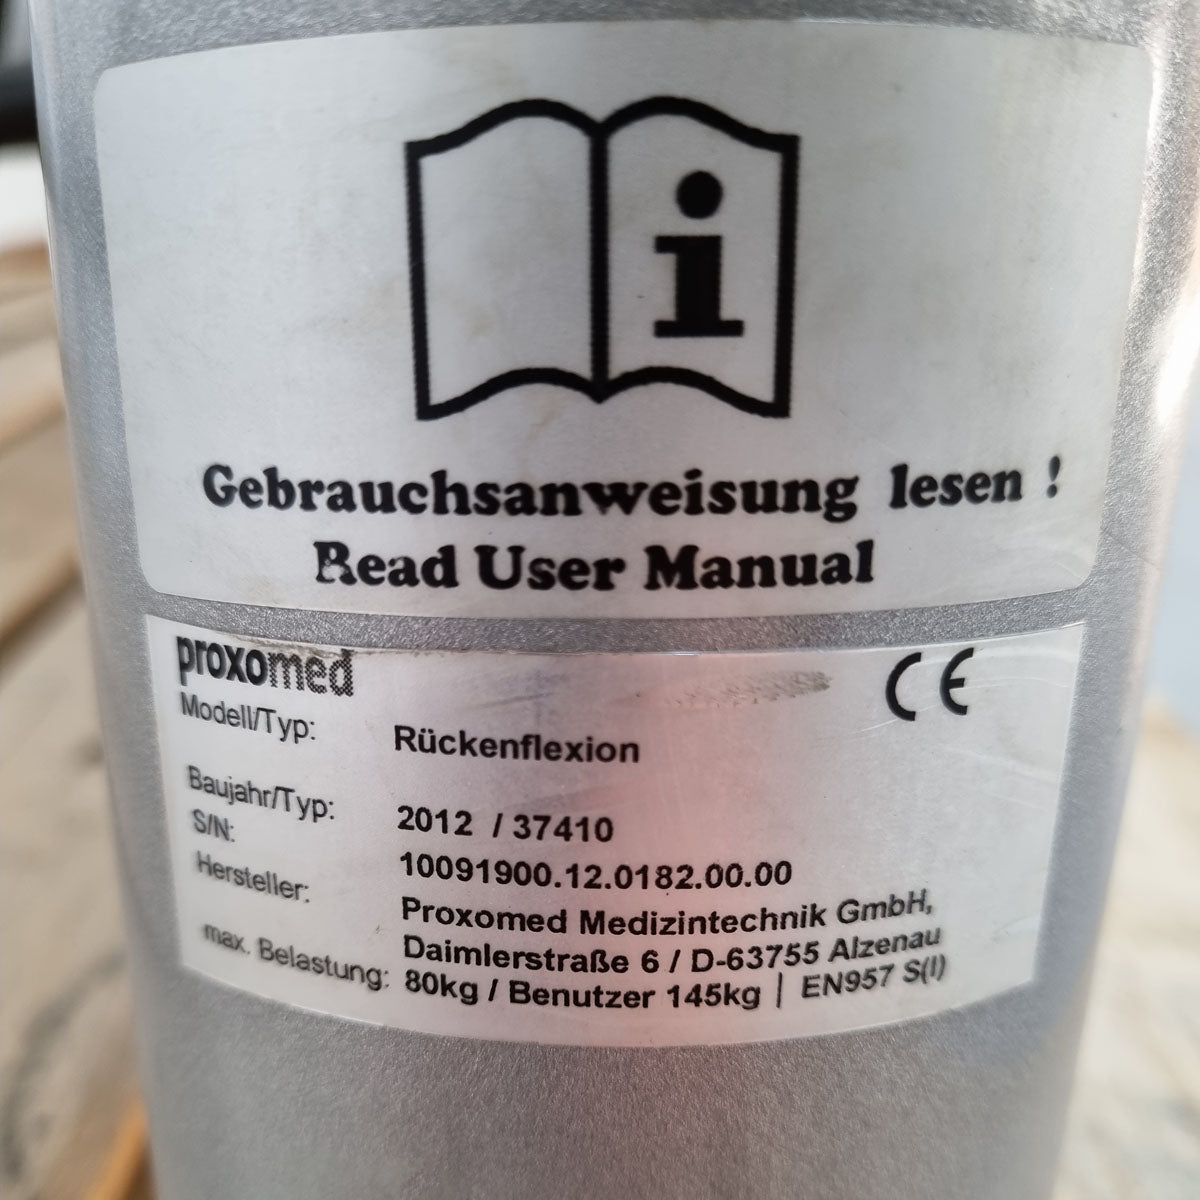 i
Gebrauchsanweisung lesen !
Read User Manual
proxomed CE
Modell/Typ: Rückenflexion
Baujahr/Typ: 2012 / 37410
S/N: 10091900.12.0182.00.00
Hersteller: Proxomed Medizintechnik GmbH,
Daimlerstraße 6 / D-63755 Alzenau
max. Belastung: 80kg / Benutzer 145kg | EN957 S(I)